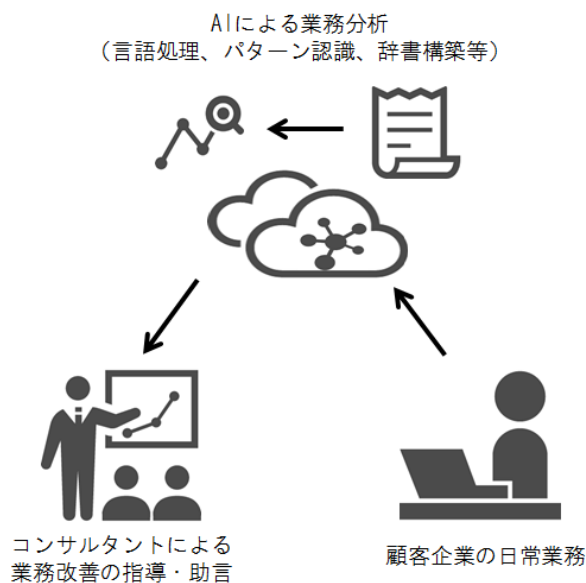 AIによる業務分析
（言語処理、パターン認識、辞書構築等）
コンサルタントによる
業務改善の指導・助言
顧客企業の日常業務